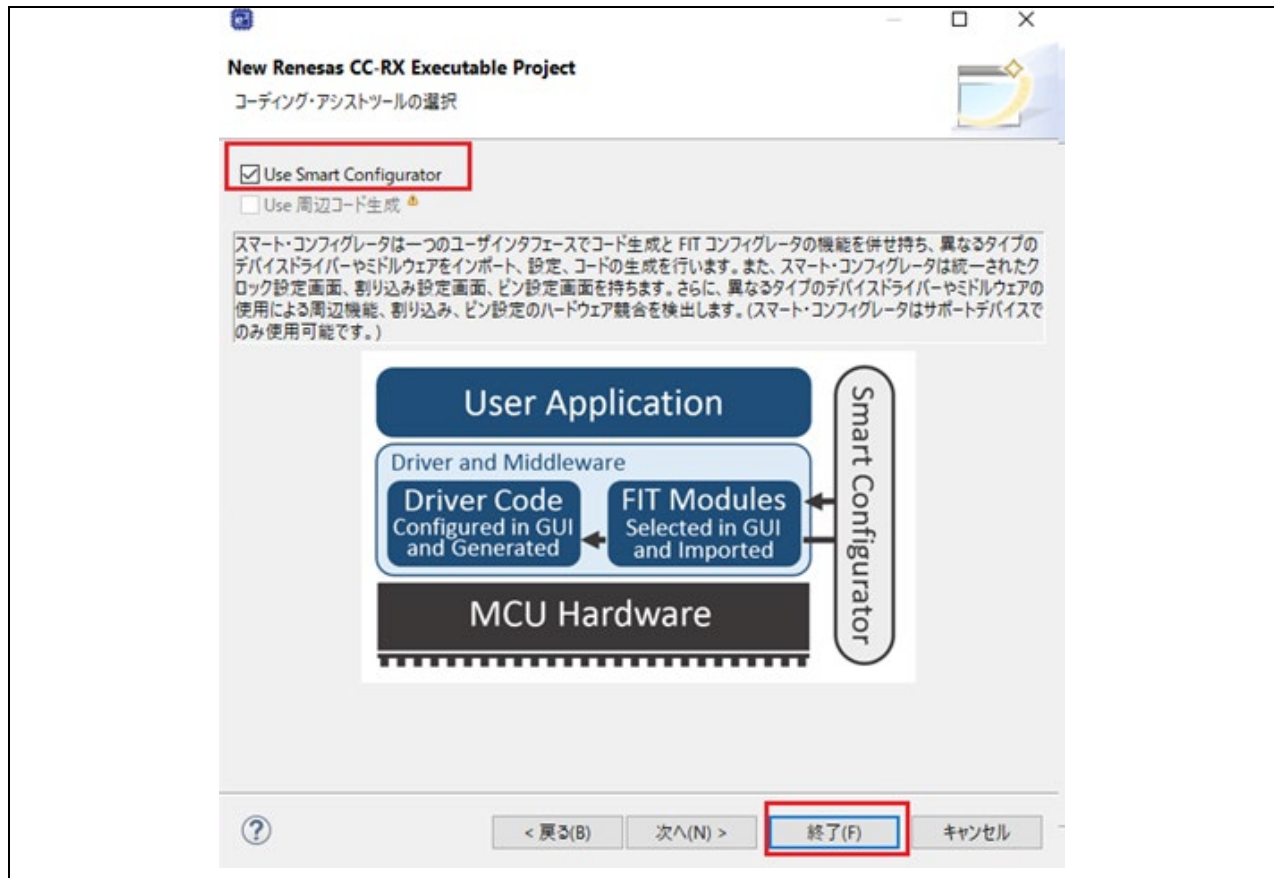 New Renesas CC-RX Executable Project
コーディング・アシストツールの選択
Use Smart Configurator
Use 周辺コード生成
スマート・コンフィグレータは一つのユーザインタフェースでコード生成と FIT コンフィグレータの機能を併せ持ち、異なるタイプの
デバイスドライバーやミドルウェアをインポート、設定、コードの生成を行います。また、スマート・コンフィグレータは統一されたク
ロック設定画面、割り込み設定画面、ピン設定画面を持ちます。さらに、異なるタイプのデバイスドライバーやミドルウェアの
使用による周辺機能、割り込み、ピン設定のハードウェア競合を検出します。(スマート・コンフィグレータはサポートデバイスで
のみ使用可能です。)
User Application
Driver and Middleware
Driver Code
Configured in GUI
and Generated
FIT Modules
Selected in GUI
and Imported
MCU Hardware
Smart Configurator
< 戻る(B)
次へ(N) >
終了(F)
キャンセル